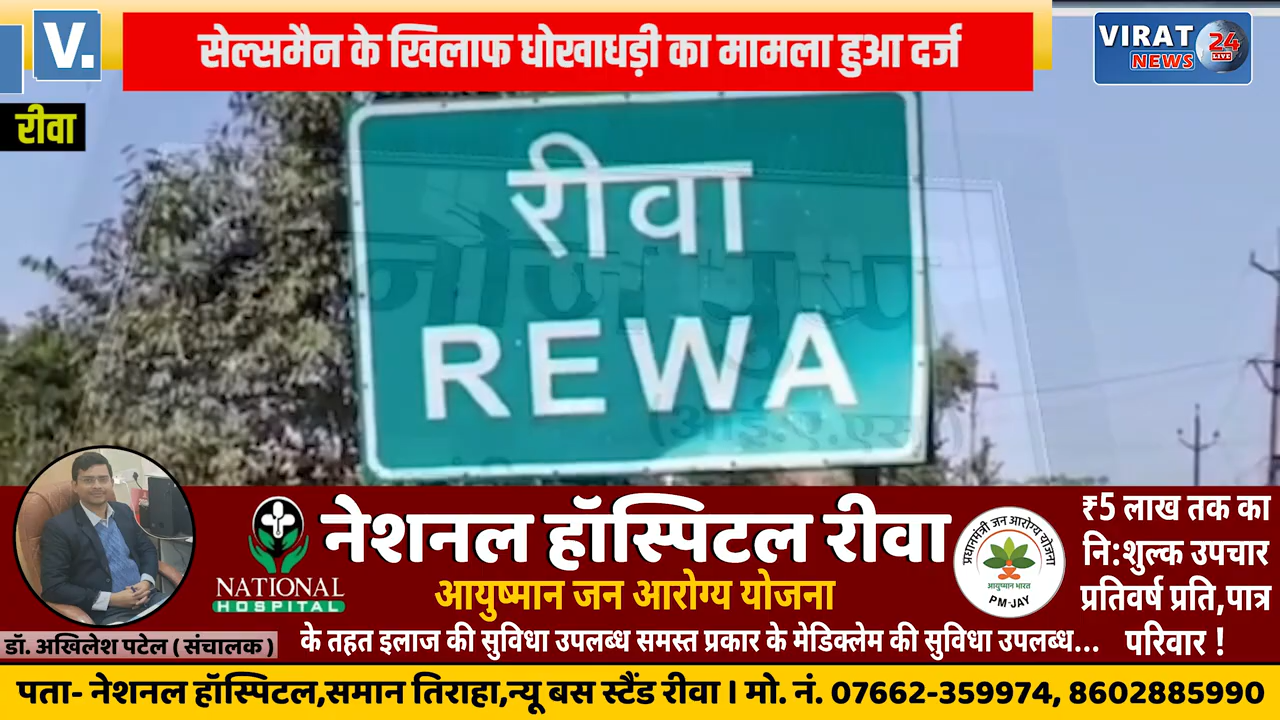 V.
सेल्समैन के खिलाफ धोखाधड़ी का मामला हुआ दर्ज
VIRAT
NEWS
24
LIVE
रीवा
रीवा
REWA
(आई.ए.एस.)
नेशनल हॉस्पिटल रीवा
NATIONAL
HOSPITAL
आयुष्मान जन आरोग्य योजना
के तहत इलाज की सुविधा उपलब्ध समस्त प्रकार के मेडिक्लेम की सुविधा उपलब्ध...
प्रधानमंत्री जन आरोग्य योजना
आयुष्मान भारत
PM-JAY
₹5 लाख तक का
नि:शुल्क उपचार
प्रतिवर्ष प्रति,पात्र
परिवार !
डॉ. अखिलेश पटेल ( संचालक )
पता- नेशनल हॉस्पिटल,समान तिराहा,न्यू बस स्टैंड रीवा । मो. नं. 07662-359974, 8602885990